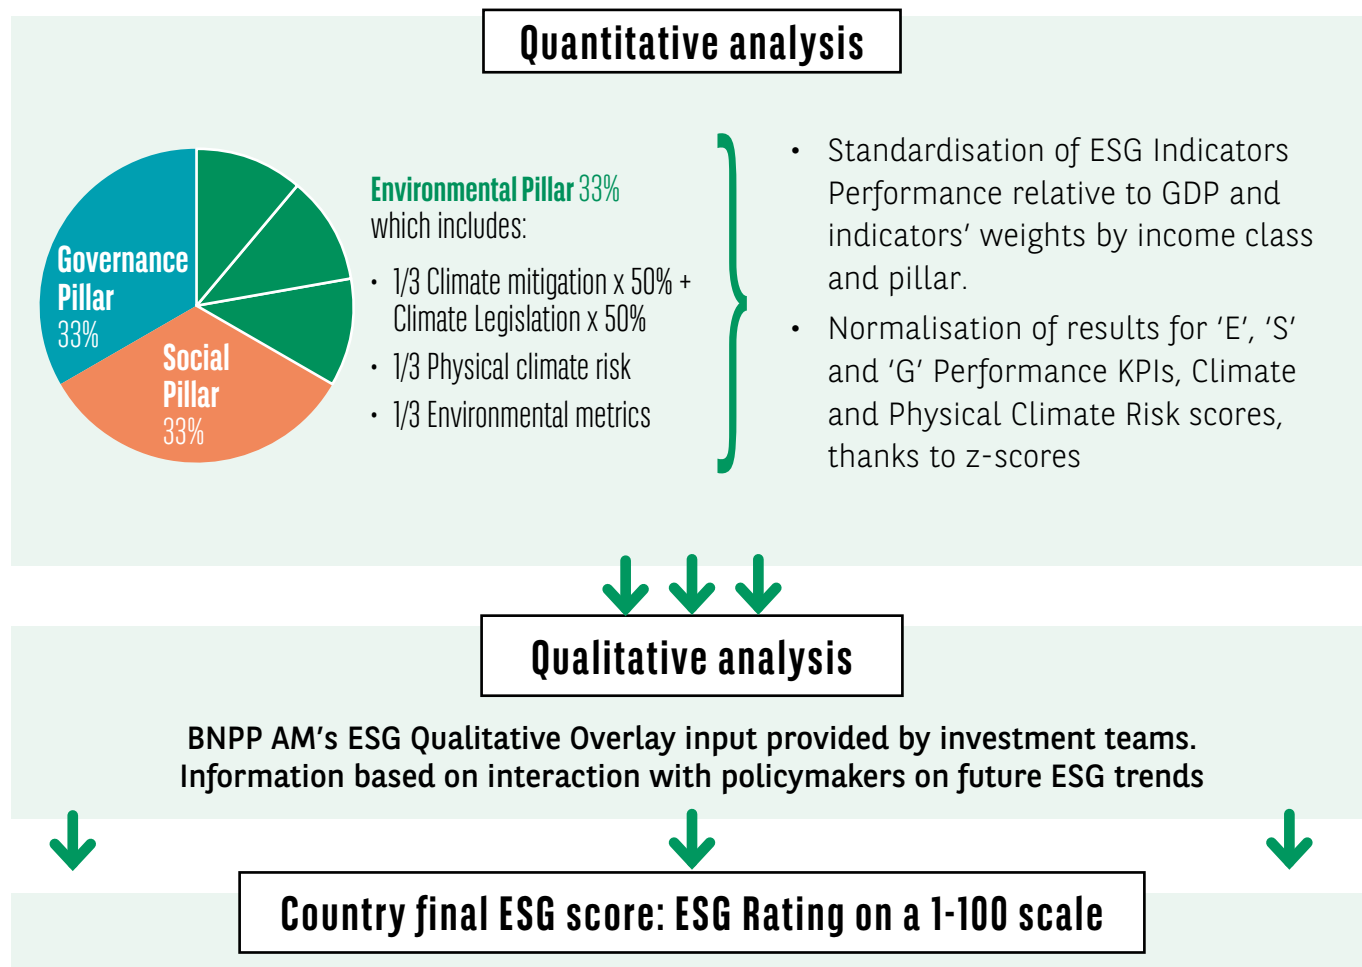 Quantitative analysis
Governance
Pillar
33%
Social
Pillar
33%
Environmental Pillar 33%
which includes:
• 1/3 Climate mitigation x 50% +
Climate Legislation x 50%
• 1/3 Physical climate risk
• 1/3 Environmental metrics
• Standardisation of ESG Indicators
Performance relative to GDP and
indicators’ weights by income class
and pillar.
• Normalisation of results for ‘E’, ‘S’
and ‘G’ Performance KPIs, Climate
and Physical Climate Risk scores,
thanks to z-scores
Qualitative analysis
BNPP AM’s ESG Qualitative Overlay input provided by investment teams.
Information based on interaction with policymakers on future ESG trends
Country final ESG score: ESG Rating on a 1-100 scale